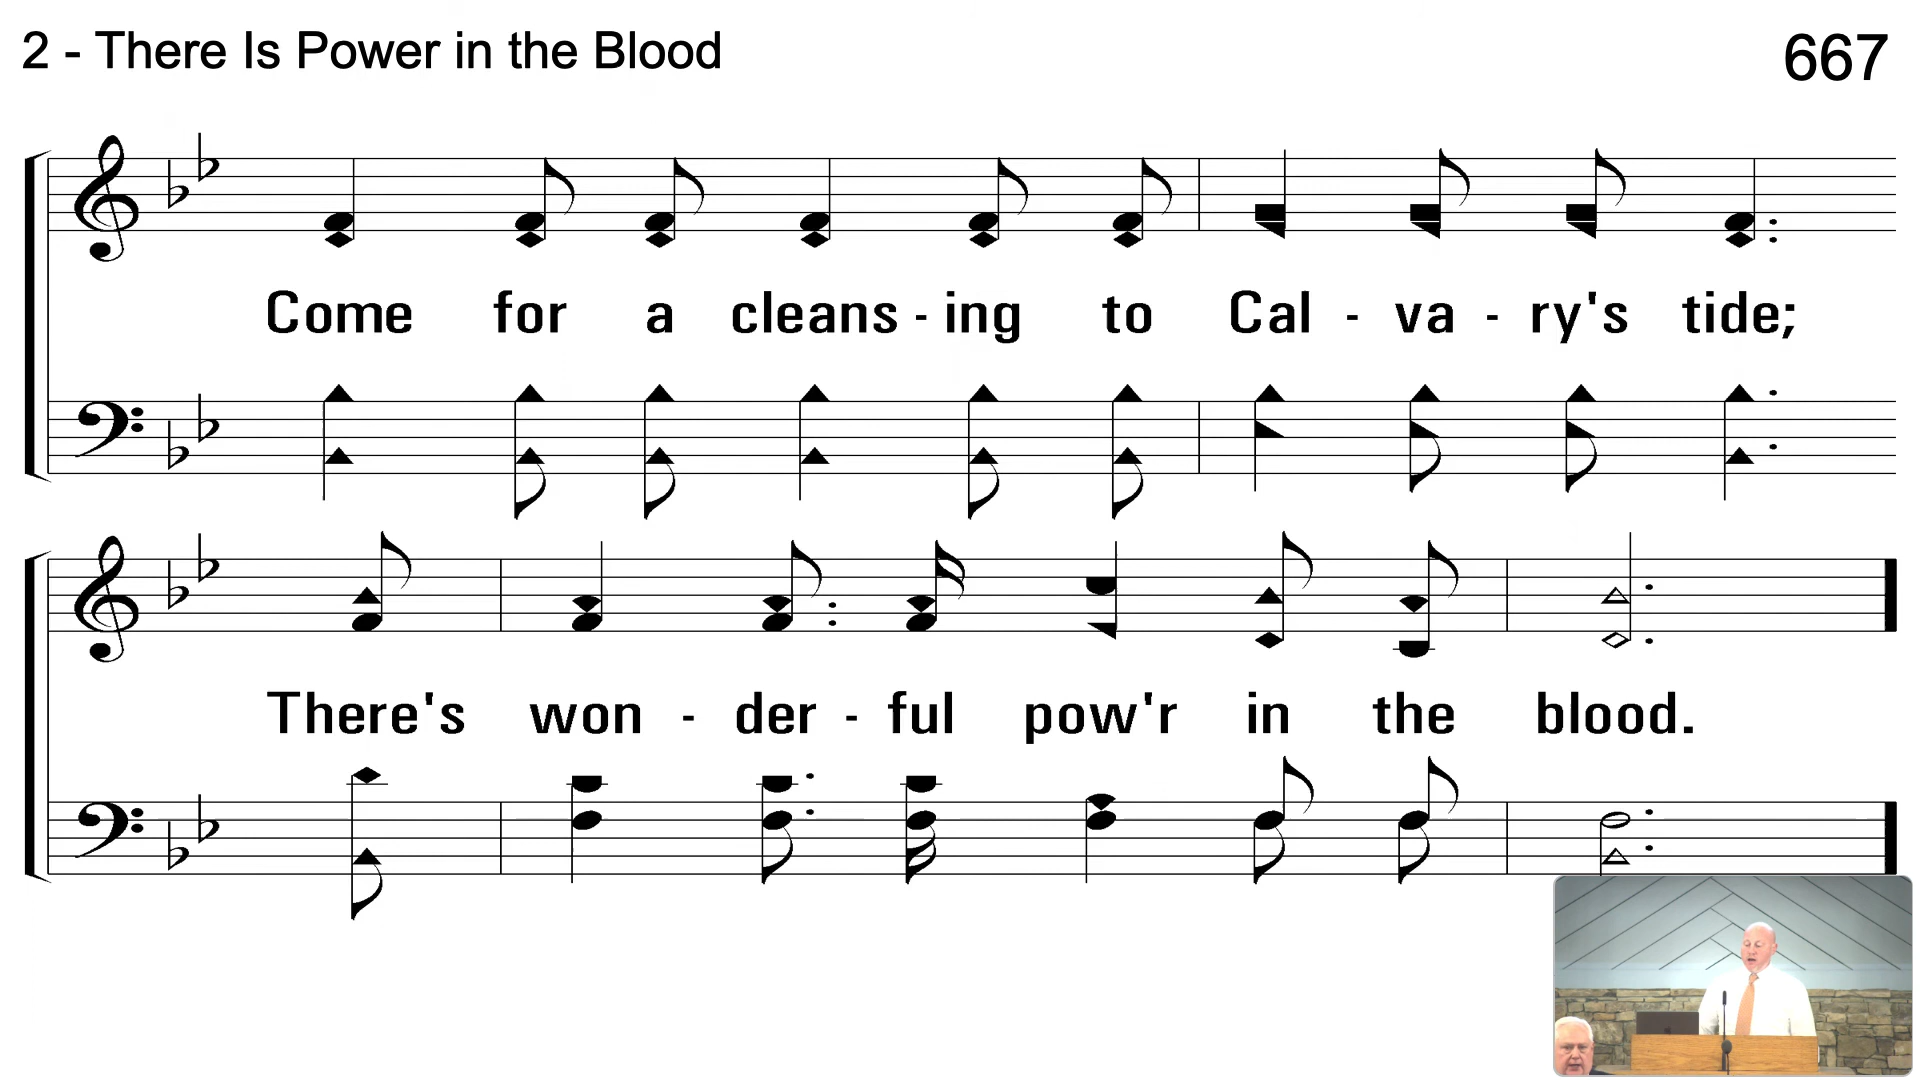 2 - There Is Power in the Blood
667
Come for a cleans - ing to Cal - va - ry's tide;
There's won - der - ful pow'r in the blood.